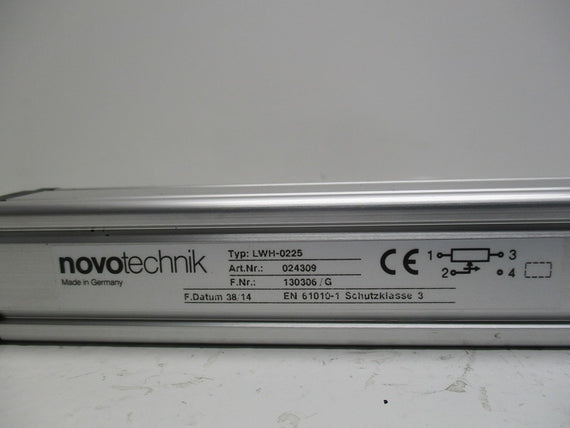 novotechnik
Made in Germany
Typ: LWH-0225
Art.Nr.: 024309
F.Nr.: 130306/G
F.Datum 38/14 EN 61010-1 Schutzklasse 3
CE
1 3
2 4